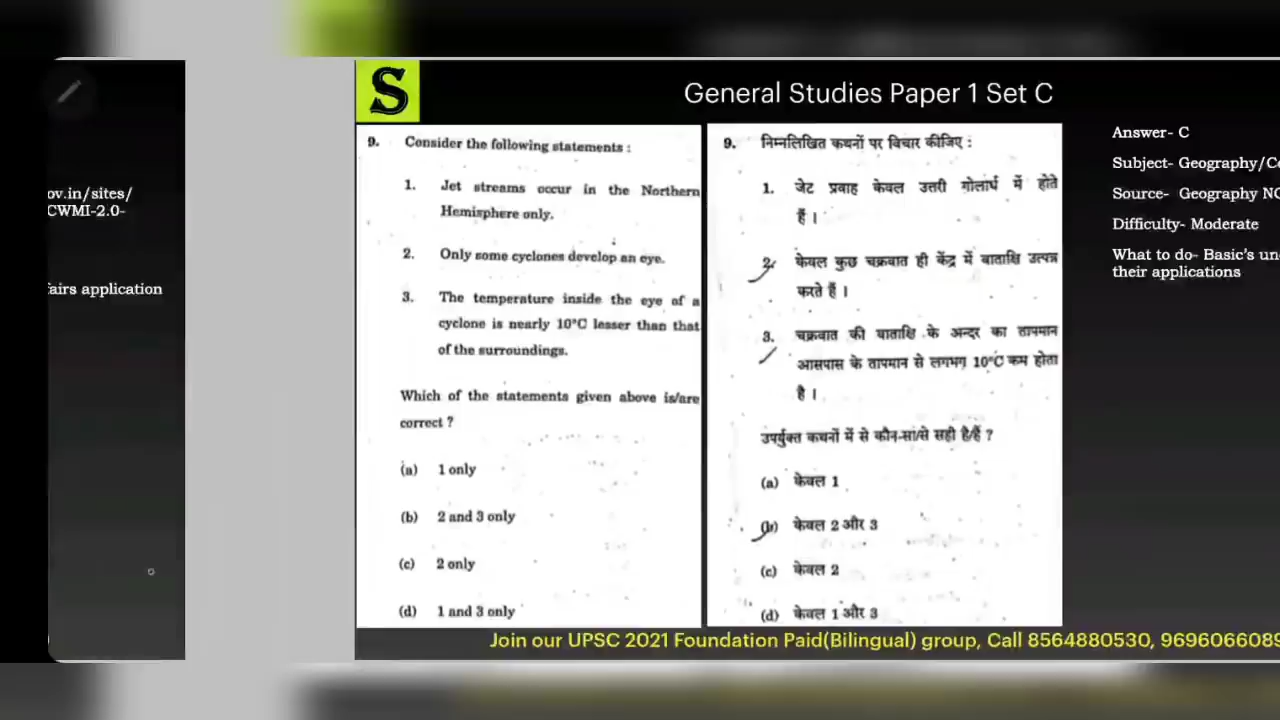 S
General Studies Paper 1 Set C
ov.in/sites/
CWMI-2.0-
fairs application
9. Consider the following statements :
1. Jet streams occur in the Northern
Hemisphere only.
2. Only some cyclones develop an eye.
3. The temperature inside the eye of a
cyclone is nearly 10°C lesser than that
of the surroundings.
Which of the statements given above is/are
correct ?
(a) 1 only
(b) 2 and 3 only
(c) 2 only
(d) 1 and 3 only
9. निम्नलिखित कथनों पर विचार कीजिए :
1. जेट प्रवाह केवल उत्तरी गोलार्ध में होते
हैं ।
2. केवल कुछ चक्रवात ही केंद्र में वाताक्षि उत्पन्न
करते हैं ।
3. चक्रवात की वाताक्षि के अन्दर का तापमान
आसपास के तापमान से लगभग 10°C कम होता
है ।
उपर्युक्त कथनों में से कौन-सा/से सही है/हैं ?
(a) केवल 1
(b) केवल 2 और 3
(c) केवल 2
(d) केवल 1 और 3
Answer- C
Subject- Geography/C
Source- Geography NC
Difficulty- Moderate
What to do- Basic's un
their applications
Join our UPSC 2021 Foundation Paid(Bilingual) group, Call 8564880530, 9696066089